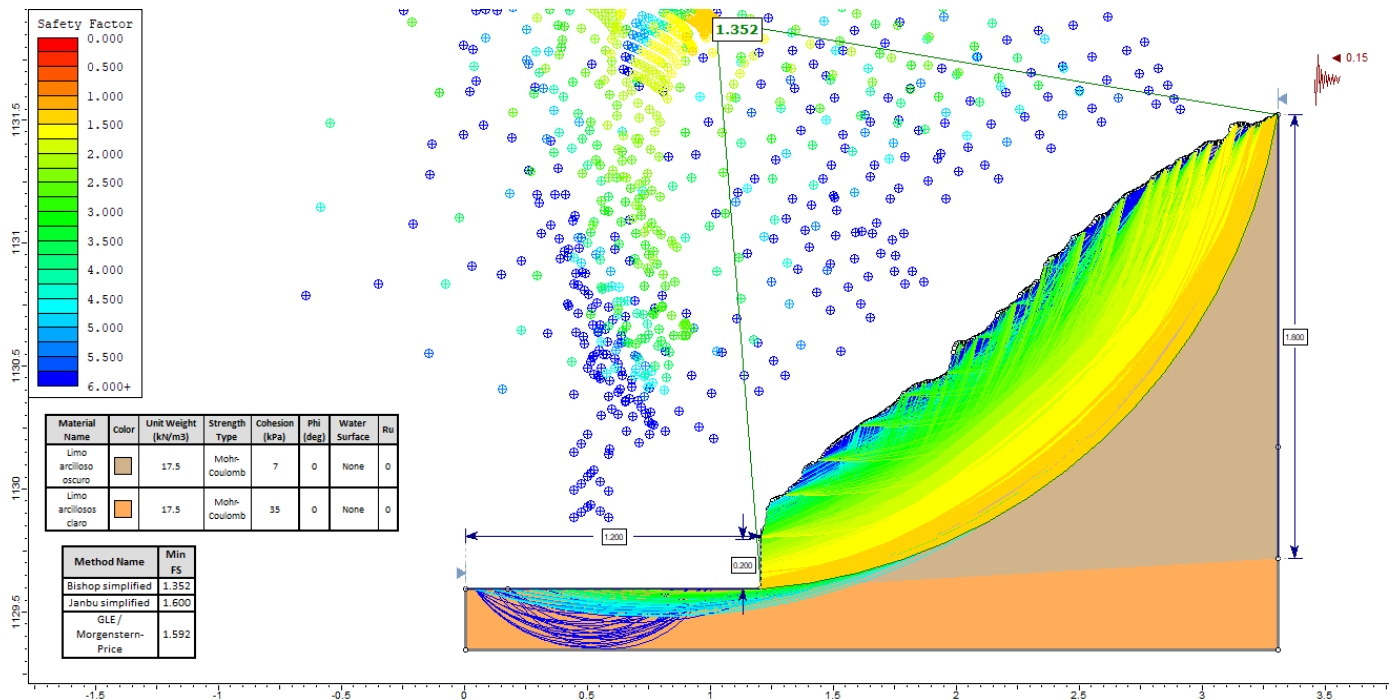 Safety Factor
0.000
0.500
1.000
1.500
2.000
2.500
3.000
3.500
4.000
4.500
5.000
5.500
6.000+
1.352
0.15
1.800
1.200
0.200
Material Name Color Unit Weight (kN/m3) Strength Type Cohesion (kPa) Phi (deg) Water Surface Ru
Limo arcilloso oscuro 17.5 Mohr-Coulomb 7 0 None 0
Limo arcillosos claro 17.5 Mohr-Coulomb 35 0 None 0
Method Name Min FS
Bishop simplified 1.352
Janbu simplified 1.600
GLE / Morgenstern-Price 1.592
1131.5
1131
1130.5
1130
1129.5
-1.5 -1 -0.5 0 0.5 1 1.5 2 2.5 3 3.5